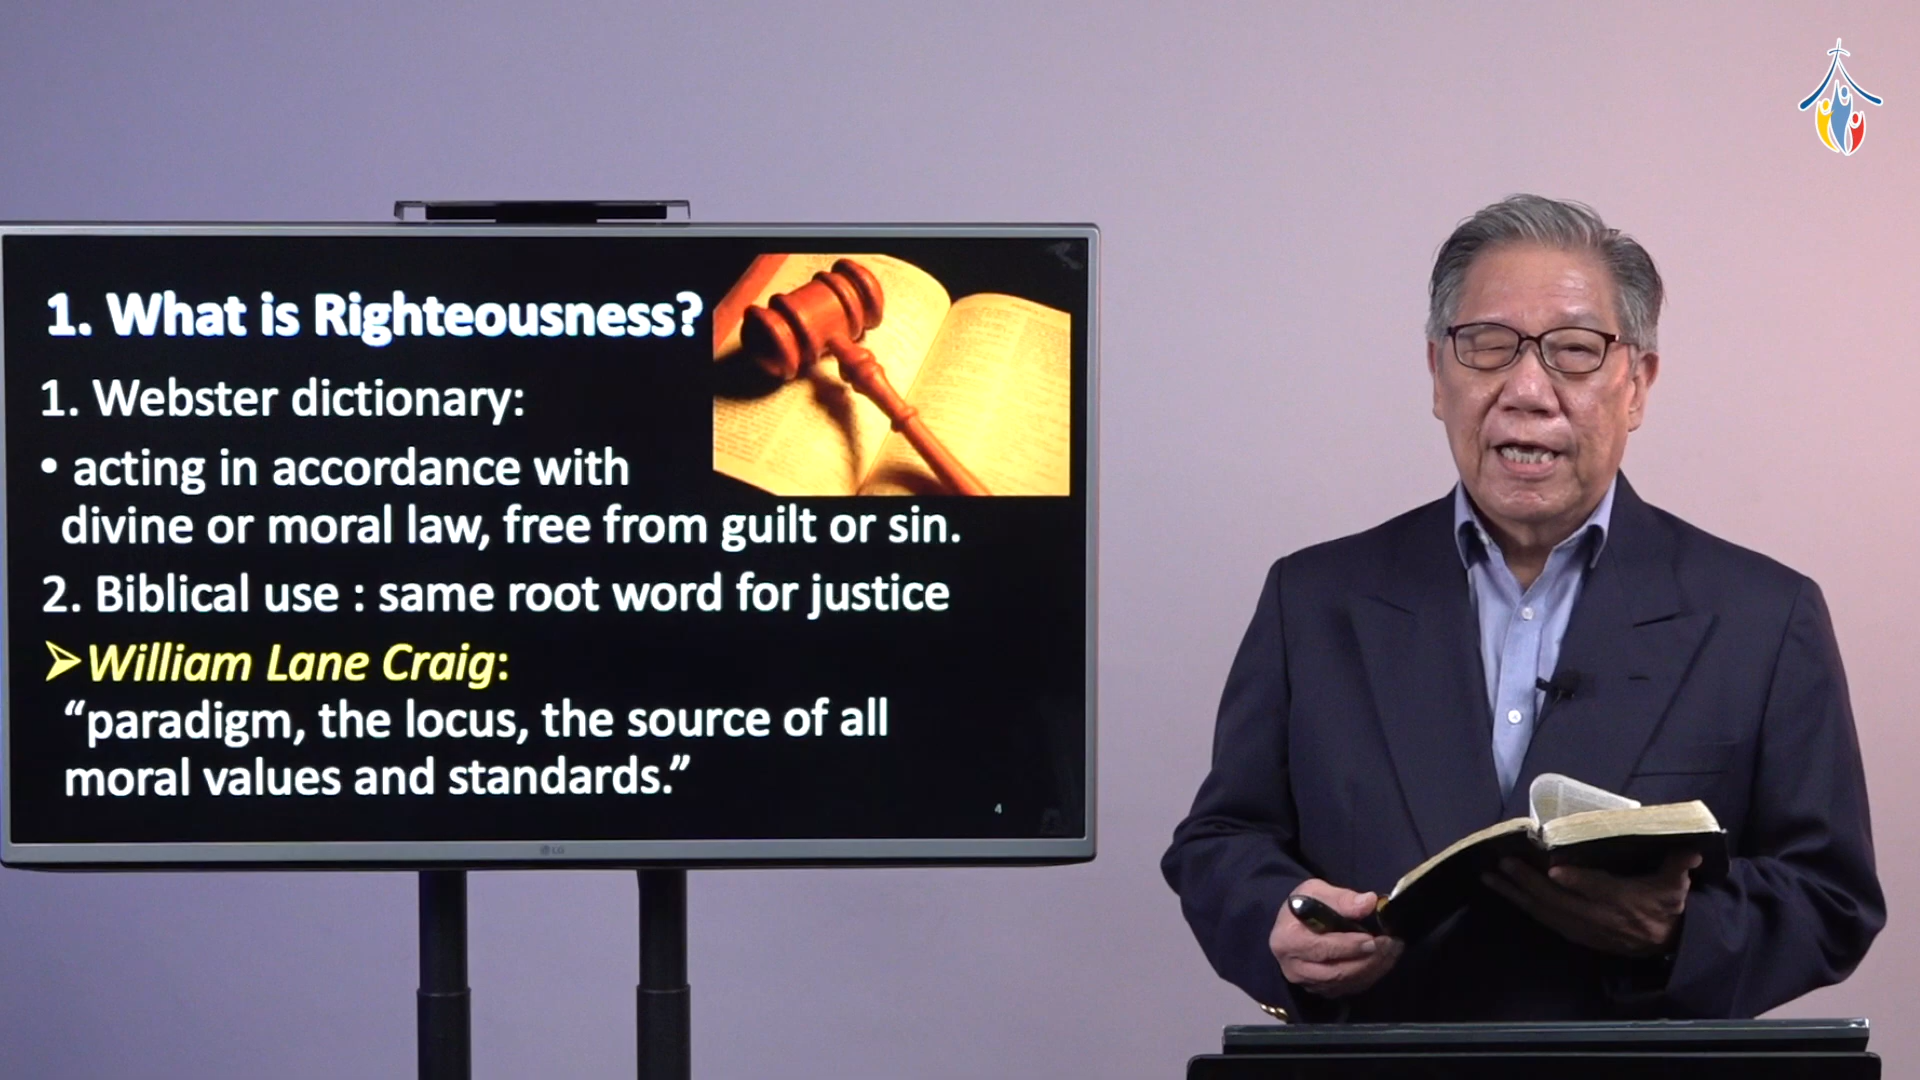 1. What is Righteousness?
1. Webster dictionary:
• acting in accordance with
divine or moral law, free from guilt or sin.
2. Biblical use : same root word for justice
➢William Lane Craig:
“paradigm, the locus, the source of all
moral values and standards.”
4
LG